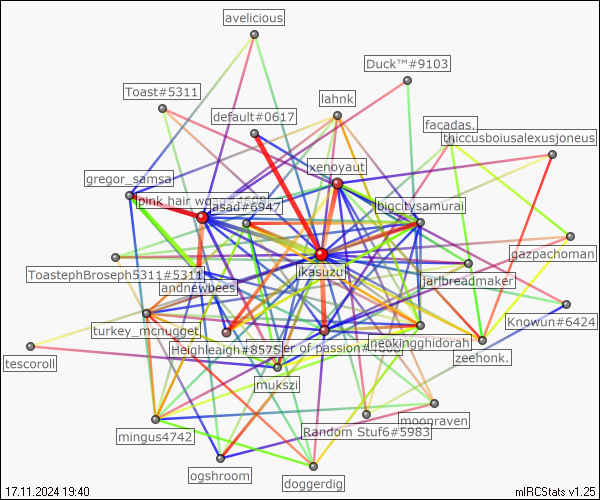 avelicious
Duck™#9103
Toast#5311
lahnk
default#0617
facadas.
thiccusboiusalexusjoneus
xenoyaut
gregor_samsa
pink hair
asad#6947
bigcitysamurai
gazpachoman
ikasuzu
ToastephBroseph5311#5311
jarlbreadmaker
andnewbees
Knowun#6424
turkey_mcnugget
neokingghidorah
Heighleigh#8575
er of passion#
zeehonk.
tescoroll
mukszi
moonraven
Random Stuf6#5983
mingus4742
ogshroom
doggerdig
17.11.2024 19:40
mIRCStats v1.25